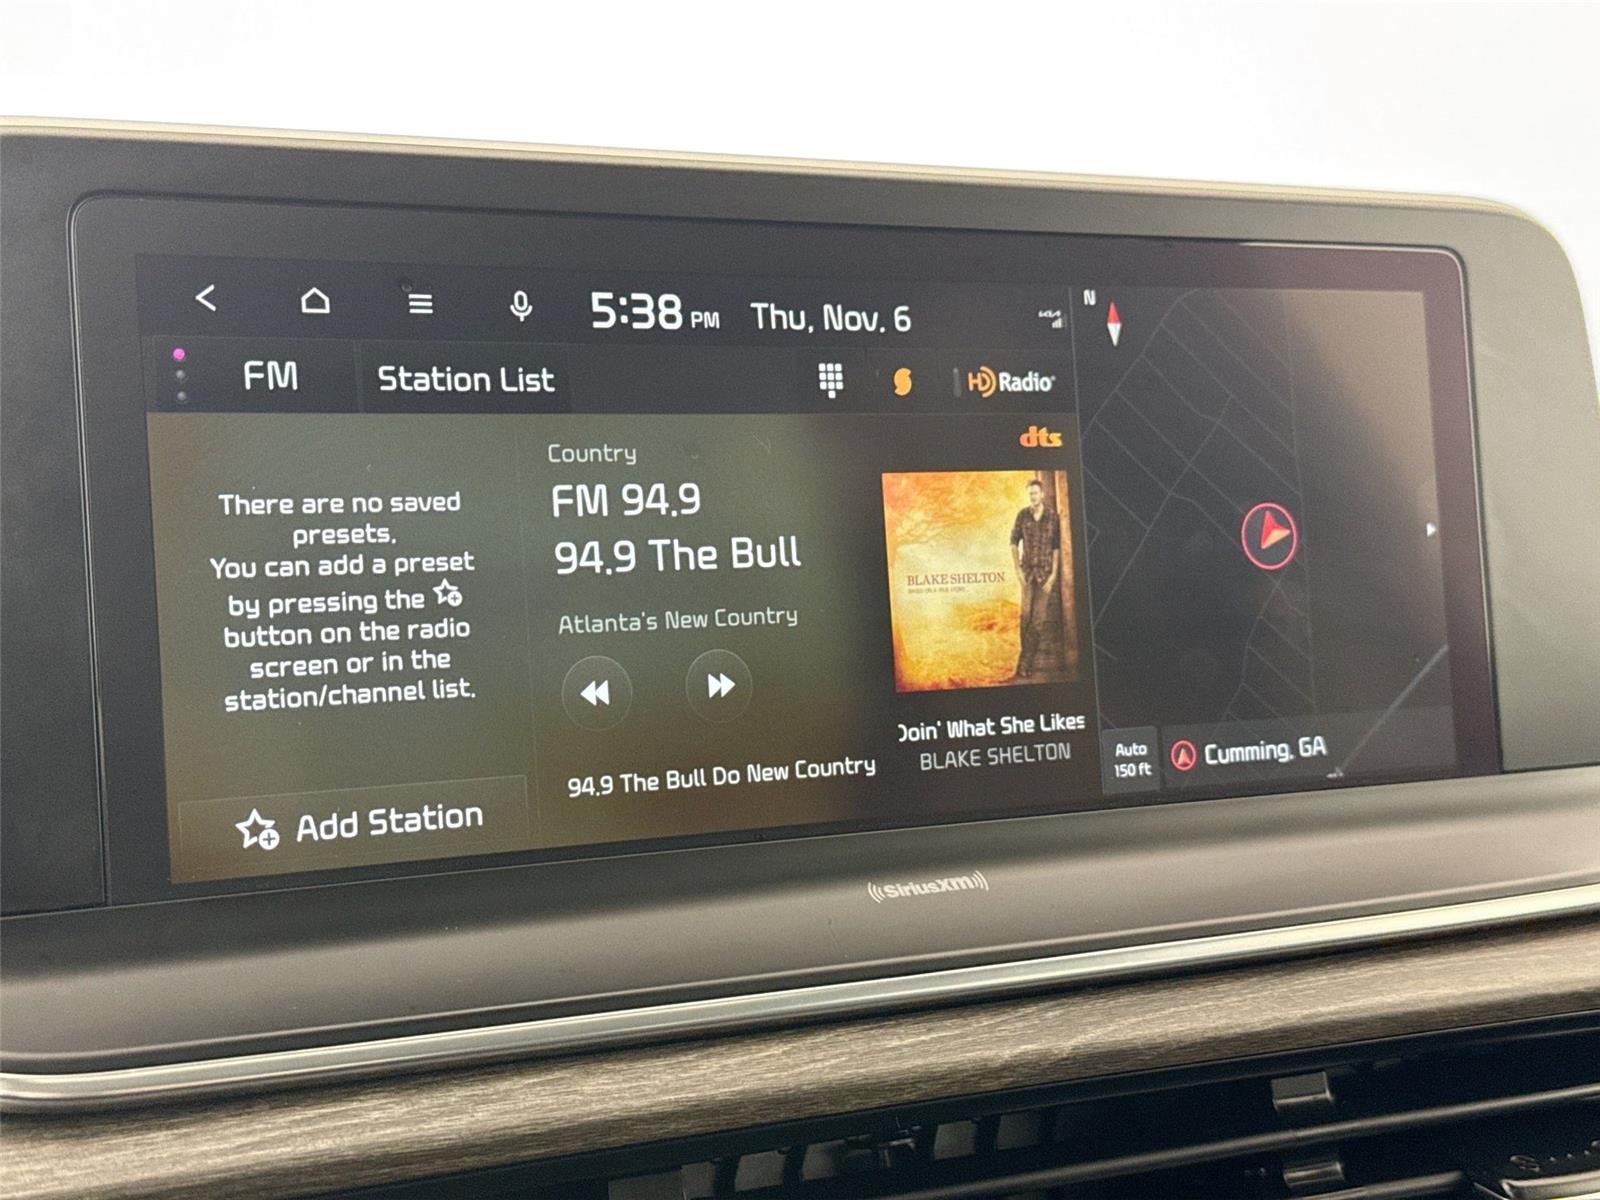 5:38 PM Thu, Nov. 6
KIA
N
FM
Station List
HD Radio
dts
There are no saved
presets.
You can add a preset
by pressing the
button on the radio
screen or in the
station/channel list.
Add Station
Country
FM 94.9
94.9 The Bull
Atlanta's New Country
94.9 The Bull Do New Country
BLAKE SHELTON
Doin' What She Likes
BLAKE SHELTON
Auto
150 ft
Cumming, GA
SiriusXM